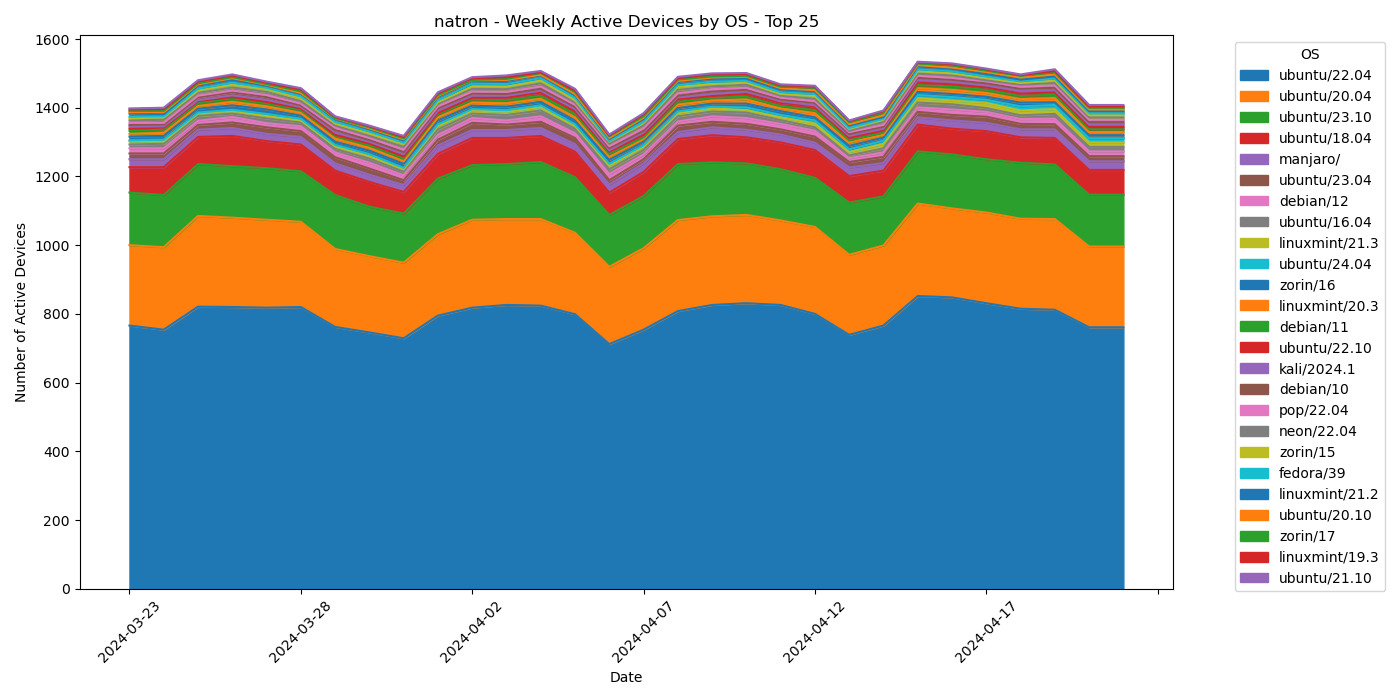 natron - Weekly Active Devices by OS - Top 25
1600
1400
1200
1000
800
600
400
200
0
Number of Active Devices
2024-03-23
2024-03-28
2024-04-02
2024-04-07
2024-04-12
2024-04-17
Date
OS
ubuntu/22.04
ubuntu/20.04
ubuntu/23.10
ubuntu/18.04
manjaro/
ubuntu/23.04
debian/12
ubuntu/16.04
linuxmint/21.3
ubuntu/24.04
zorin/16
linuxmint/20.3
debian/11
ubuntu/22.10
kali/2024.1
debian/10
pop/22.04
neon/22.04
zorin/15
fedora/39
linuxmint/21.2
ubuntu/20.10
zorin/17
linuxmint/19.3
ubuntu/21.10